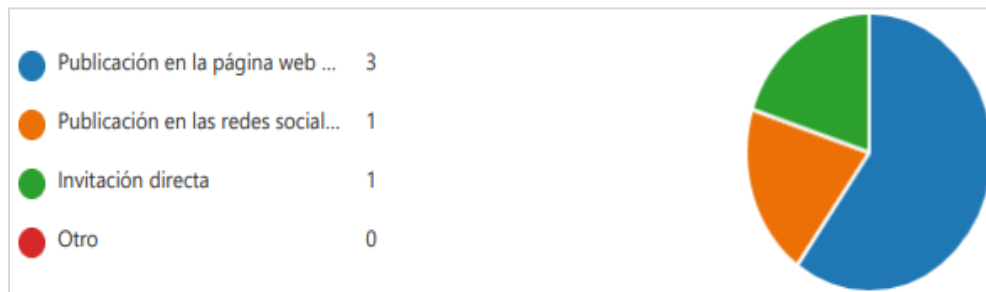 Publicación en la página web ... 3
Publicación en las redes social... 1
Invitación directa 1
Otro 0